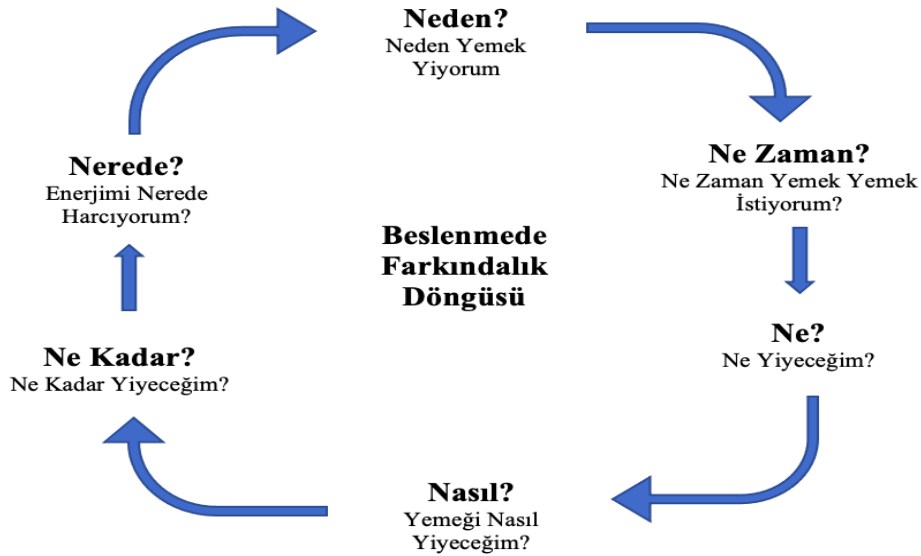 Neden?
Neden Yemek
Yiyorum
Ne Zaman?
Ne Zaman Yemek Yemek
İstiyorum?
Ne?
Ne Yiyeceğim?
Nasıl?
Yemeği Nasıl
Yiyeceğim?
Ne Kadar?
Ne Kadar Yiyeceğim?
Nerede?
Enerjimi Nerede
Harcıyorum?
Beslenmede
Farkındalık
Döngüsü